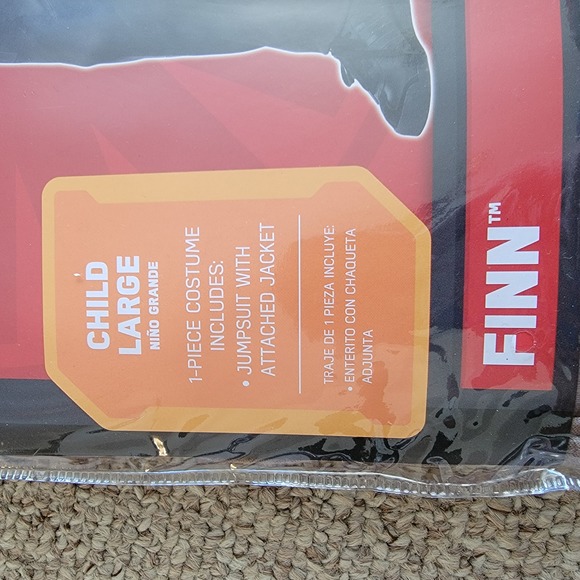 CHILD
LARGE
NIÑO GRANDE
1-PIECE COSTUME
INCLUDES:
• JUMPSUIT WITH
ATTACHED JACKET
TRAJE DE 1 PIEZA INCLUYE:
• ENTERITO CON CHAQUETA
ADJUNTA
FINN™